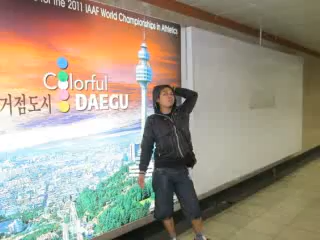 for the 2011 IAAF World Championships in Athletics
Colorful
DAEGU
거점도시